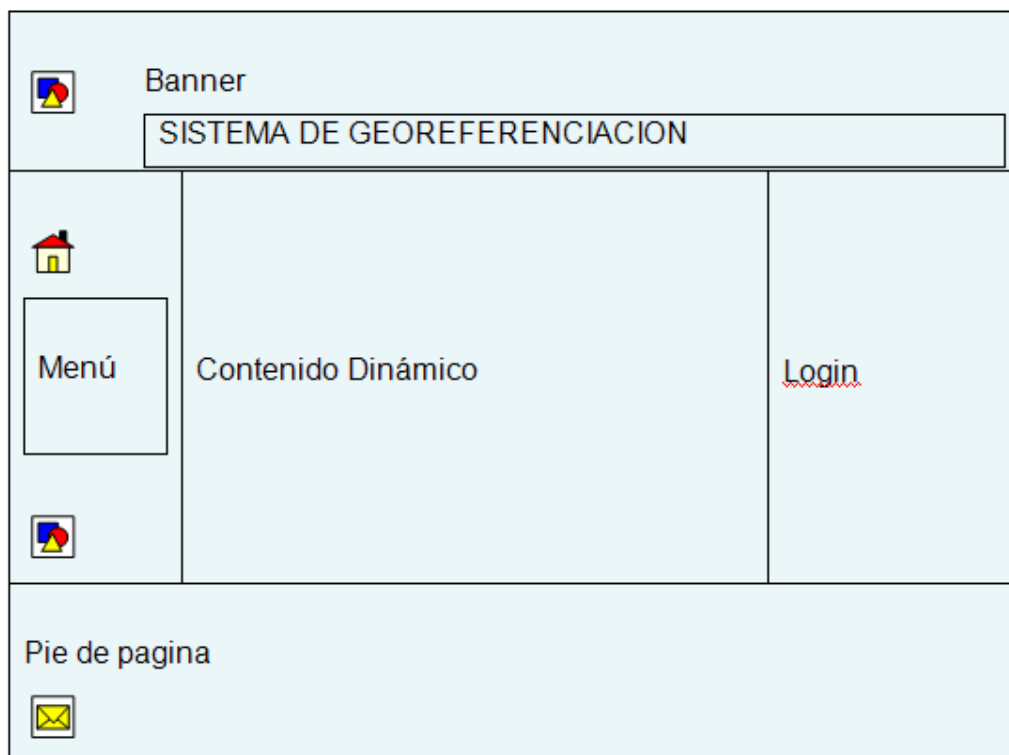 Banner
SISTEMA DE GEOREFERENCIACION
Menú
Contenido Dinámico
Login
Pie de pagina